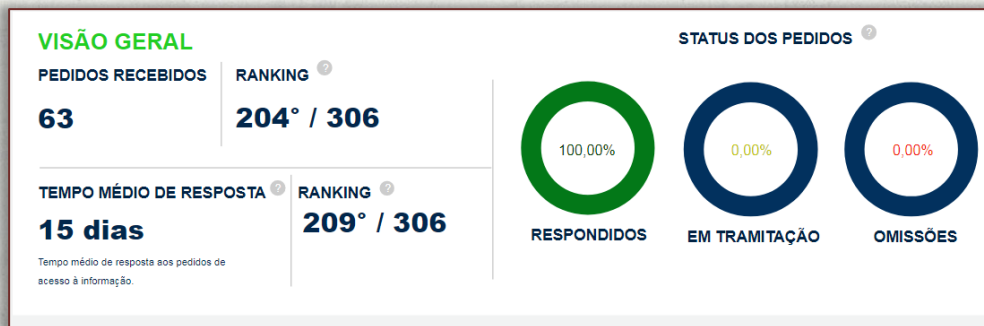 VISÃO GERAL
PEDIDOS RECEBIDOS
63
RANKING ?
204° / 306
TEMPO MÉDIO DE RESPOSTA ?
15 dias
Tempo médio de resposta aos pedidos de
acesso à informação.
RANKING ?
209° / 306
STATUS DOS PEDIDOS ?
100,00%
RESPONDIDOS
0,00%
EM TRAMITAÇÃO
0,00%
OMISSÕES